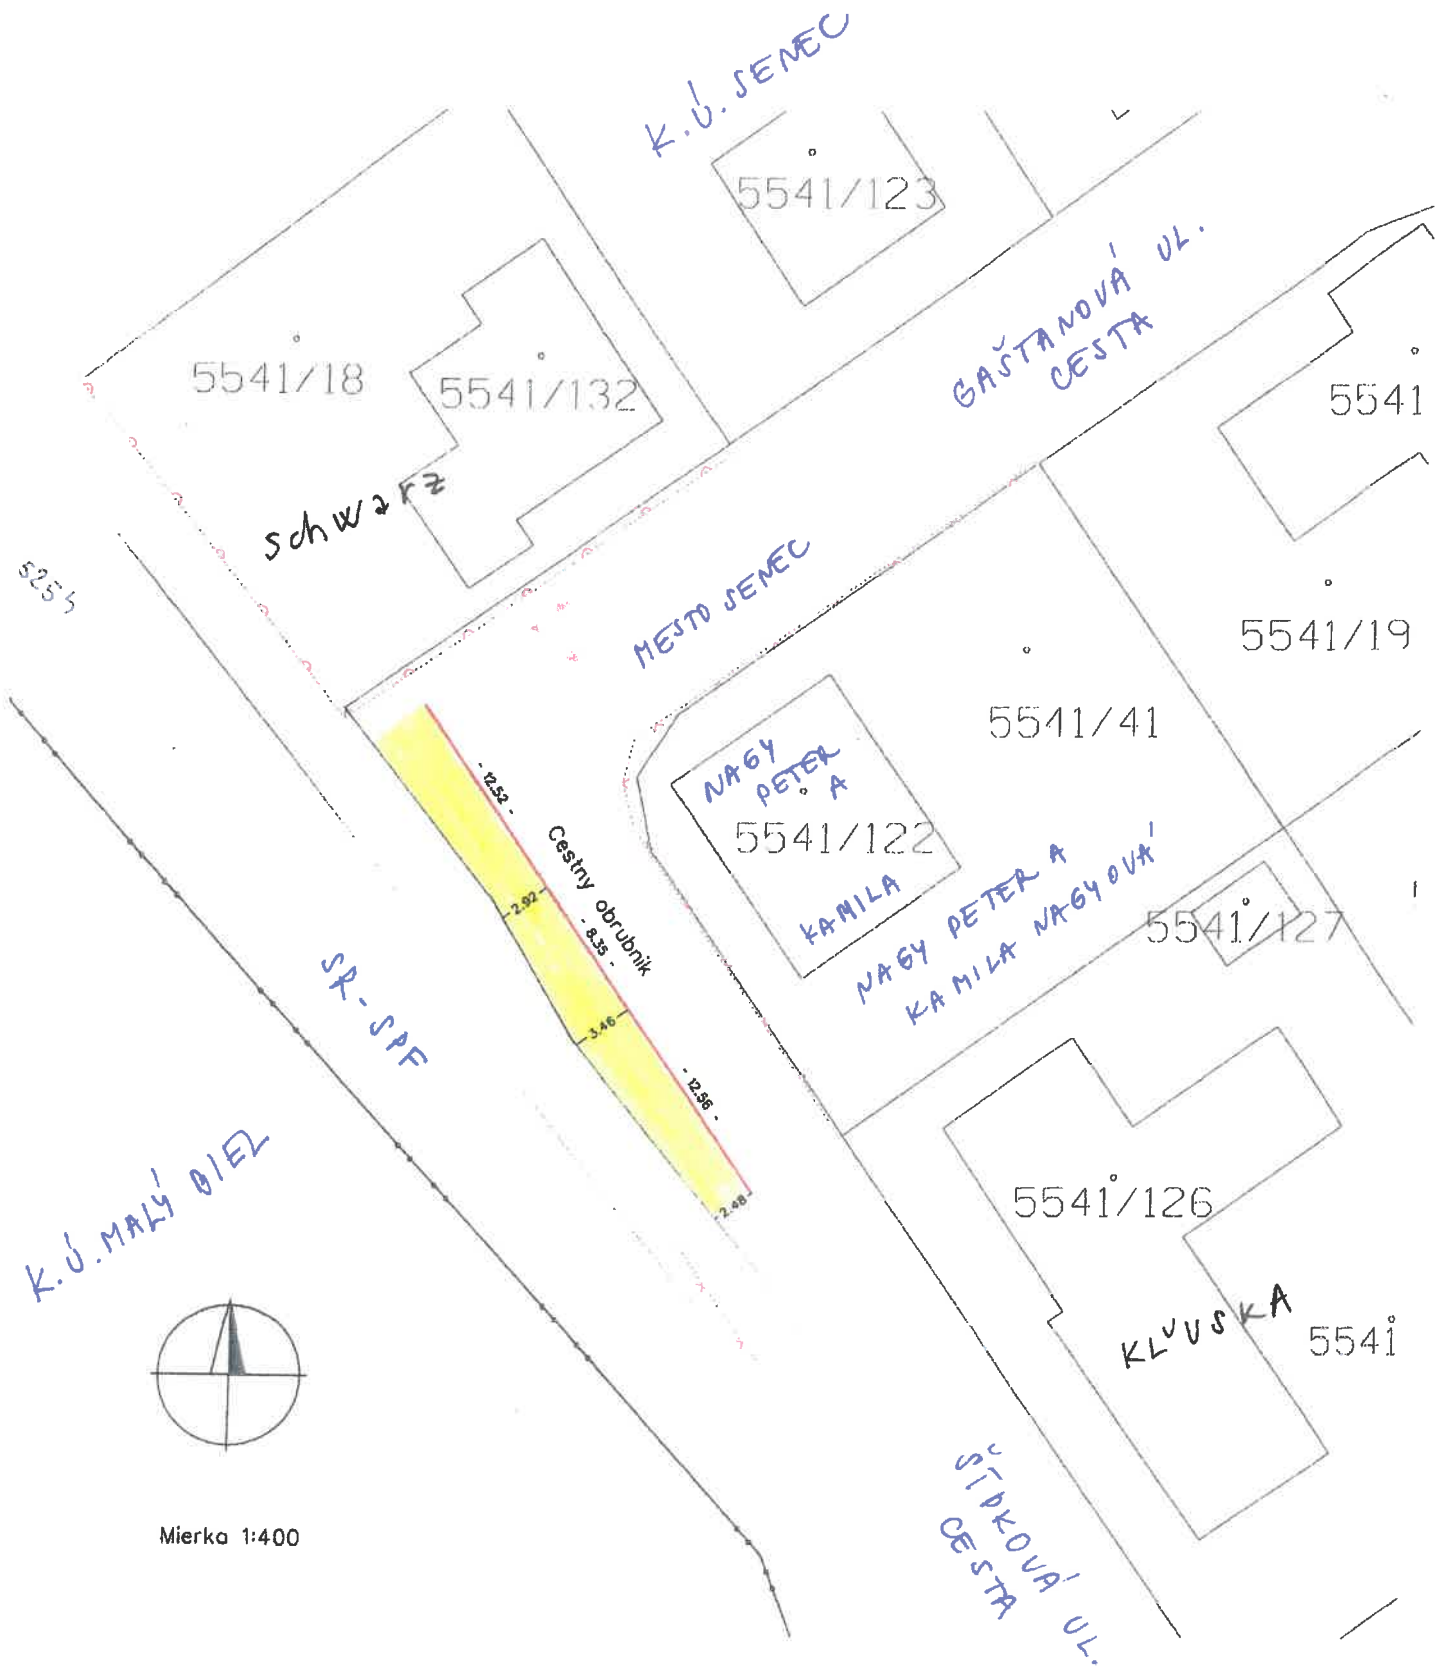 K.Ú. SENEC
5541/123
GAŠTANOVÁ UL.
CESTA
5541/18
5541/132
5541
schwarz
MESTO SENEC
5541/19
5541/41
NAGY
PETER
A
5541/122
KAMILA
NAGY PETER A
KAMILA NAGYOVÁ
5541/127
- 12.52 -
Cestny obrubnik
2.92
- 8.35 -
3.46
- 12.56 -
2.48
SR-SPF
K.Ú. MALÝ BIEL
5541/126
5541
ŠÍPKOVÁ UL.
CESTA
Mierka 1:400